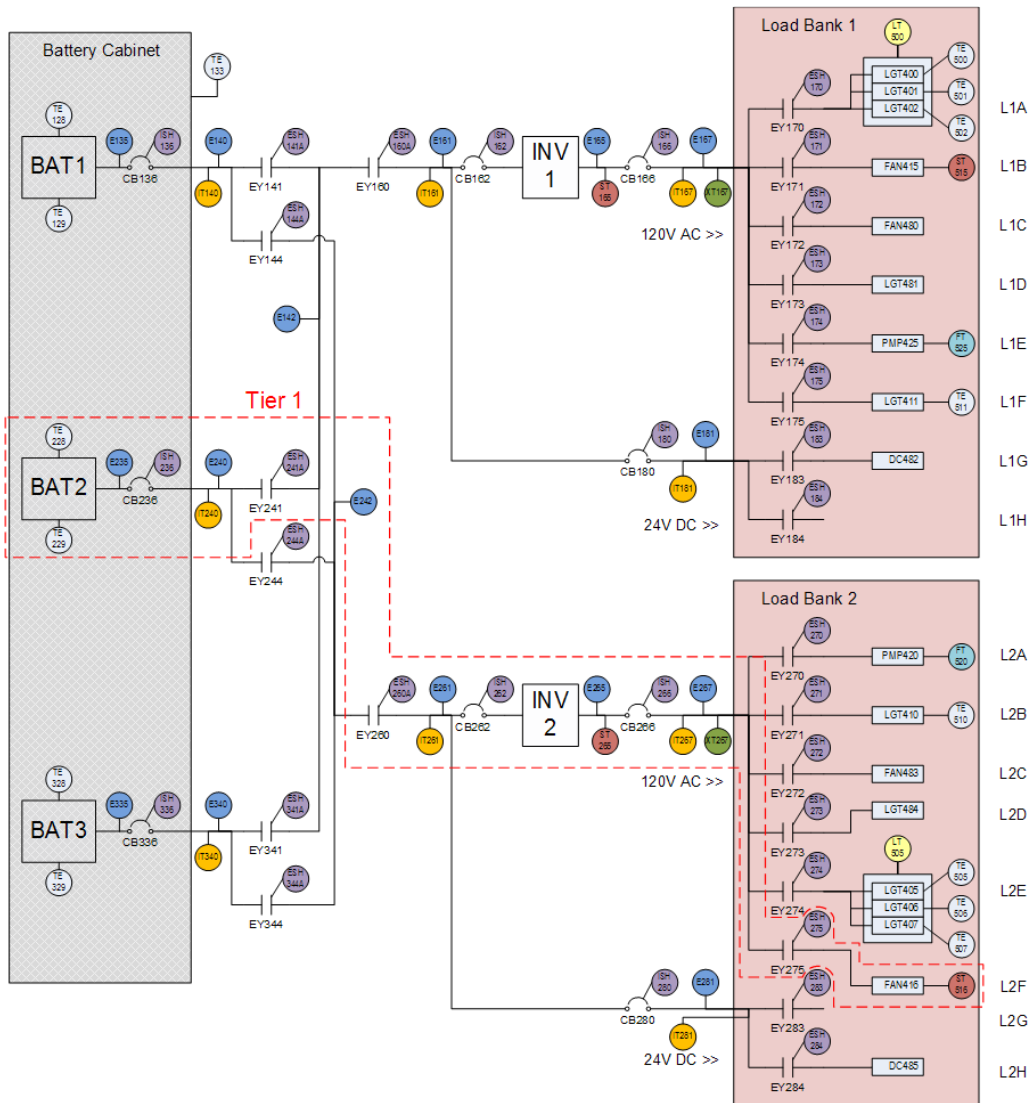 Battery Cabinet
Load Bank 1
LT 500
TE 500
TE 133
ESH 170
LGT400
LGT401
TE 501
LGT402
L1A
TE 128
EY170
TE 502
E135
ISH 136
E140
ESH 141A
ESH 160A
E161
ISH 162
E165
ISH 166
E167
ESH 171
BAT1
INV 1
FAN415
ST 515
L1B
CB136
EY141
EY160
CB162
CB166
EY171
IT140
IT161
ST 165
IT167
XT167
ESH 172
TE 129
ESH 144A
120V AC >>
FAN480
L1C
EY144
EY172
ESH 173
LGT481
L1D
EY173
E142
ESH 174
PMP425
FT 525
L1E
EY174
ESH 175
Tier 1
LGT411
TE 511
L1F
EY175
TE 228
E235
ISH 236
E240
ESH 241A
ISH 180
E181
ESH 183
BAT2
DC482
L1G
CB236
EY241
CB180
EY183
IT240
E242
IT181
ESH 184
TE 229
ESH 244A
24V DC >>
L1H
EY244
EY184
Load Bank 2
ESH 270
PMP420
FT 520
L2A
EY270
ESH 260A
E261
ISH 262
E265
ISH 266
E267
ESH 271
INV 2
LGT410
TE 510
L2B
EY260
CB262
CB266
EY271
IT261
ST 265
IT267
XT267
ESH 272
120V AC >>
FAN483
L2C
EY272
TE 328
E335
ISH 336
E340
ESH 341A
ESH 273
LGT484
L2D
BAT3
CB336
EY341
EY273
IT340
LT 505
ESH 274
TE 505
TE 329
ESH 344A
LGT405
L2E
LGT406
TE 506
EY344
EY274
LGT407
ESH 275
TE 507
EY275
ISH 280
E281
ESH 283
FAN416
ST 516
L2F
CB280
EY283
L2G
IT281
ESH 284
24V DC >>
DC485
L2H
EY284